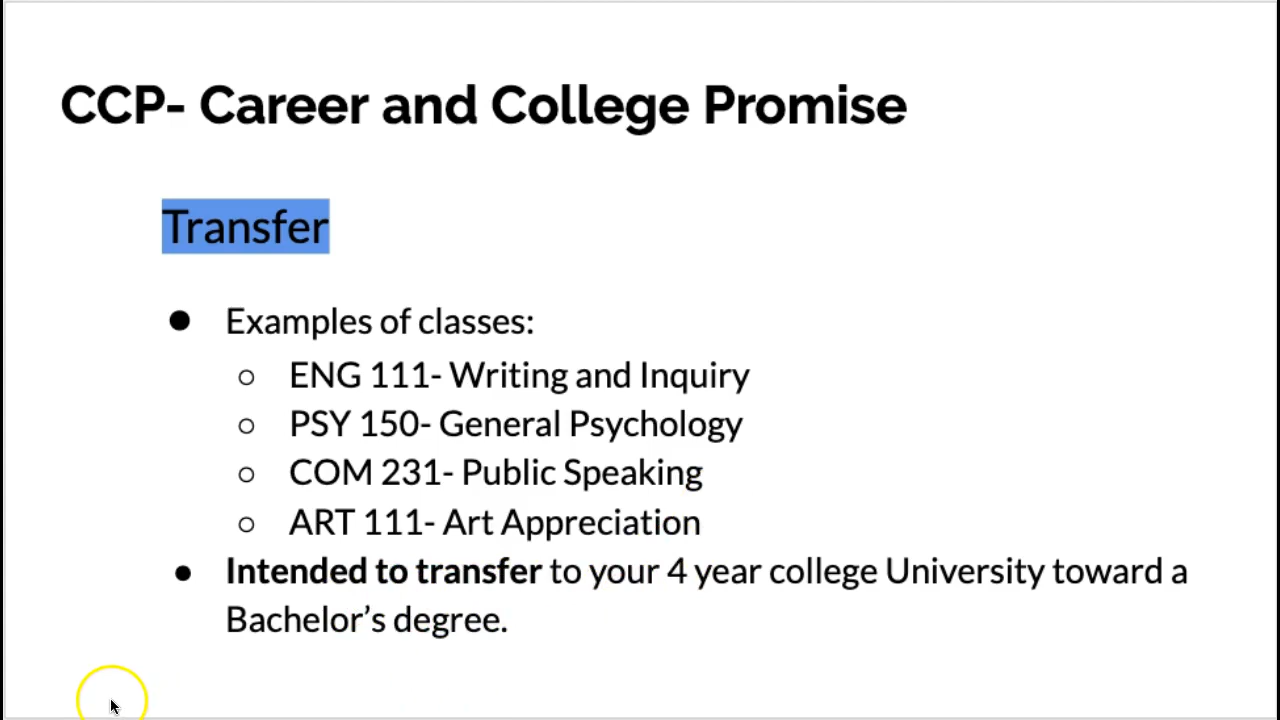 CCP- Career and College Promise
Transfer
● Examples of classes:
○ ENG 111- Writing and Inquiry
○ PSY 150- General Psychology
○ COM 231- Public Speaking
○ ART 111- Art Appreciation
● Intended to transfer to your 4 year college University toward a
Bachelor’s degree.